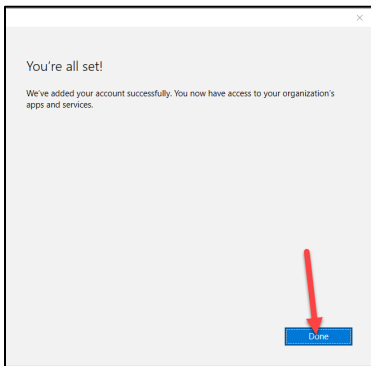 You're all set!
We've added your account successfully. You now have access to your organization's
apps and services.
Done